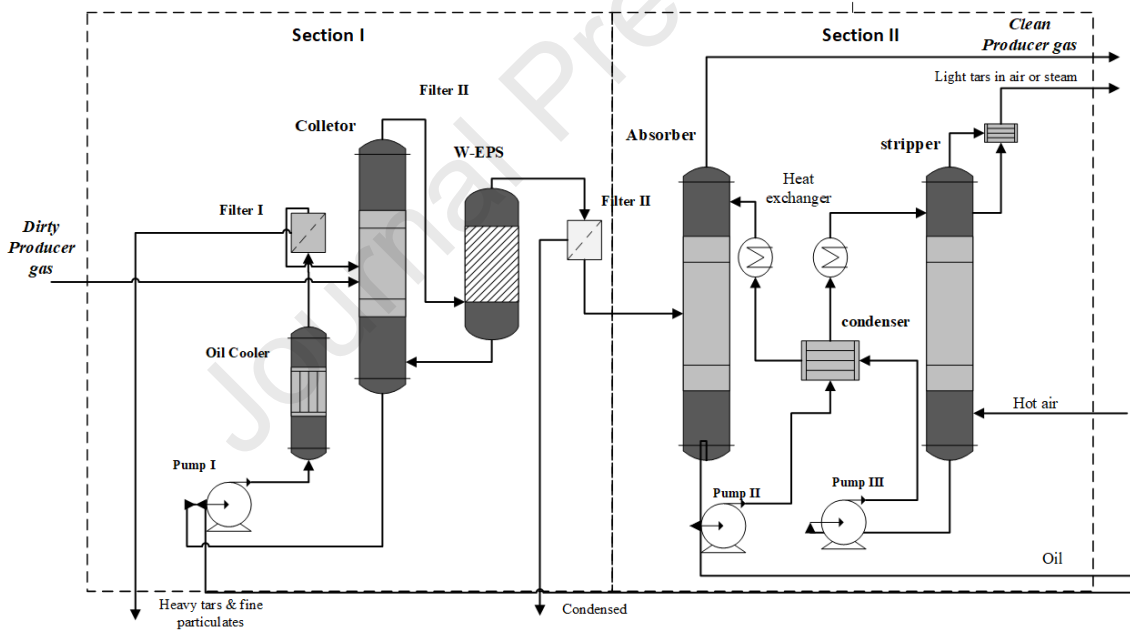 Section I
Section II
Clean
Producer gas
Light tars in air or steam
Filter II
Colletor
W-EPS
Absorber
stripper
Heat
exchanger
Filter I
Filter II
Dirty
Producer
gas
condenser
Oil Cooler
Hot air
Pump I
Pump II
Pump III
Oil
Heavy tars & fine
particulates
Condensed
Journal Pre